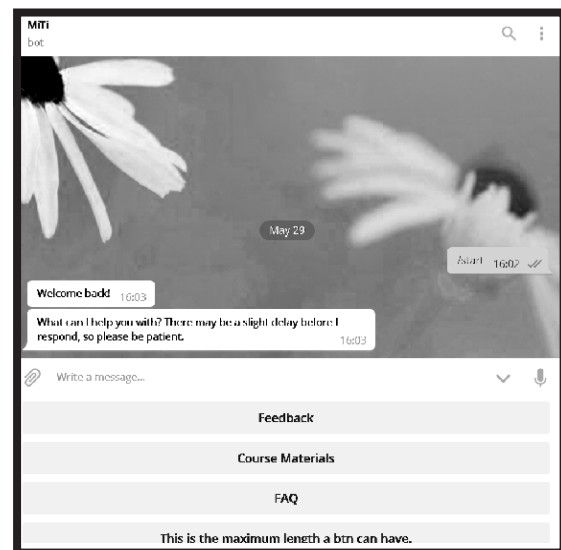 MiTi
bot
May 29
/start 16:02
Welcome back! 16:03
What can I help you with? There may be a slight delay before I
respond, so please be patient. 16:03
Write a message...
Feedback
Course Materials
FAQ
This is the maximum length a btn can have.